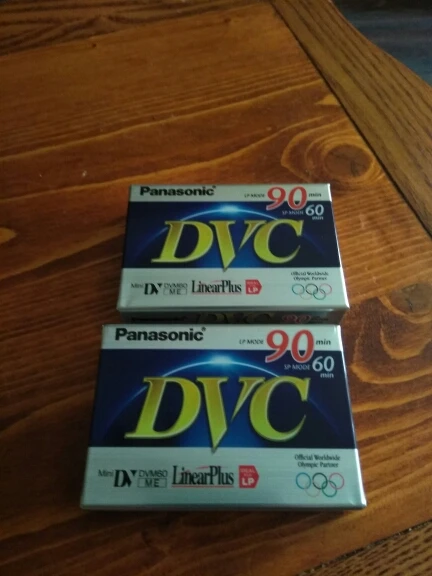 Panasonic
LP MODE 90 min
SP MODE 60 min
DVC
Mini DV DVM60 ME LinearPlus LP
Official Worldwide
Olympic Partner
Panasonic
LP MODE 90 min
SP MODE 60 min
DVC
Mini DV DVM60 ME LinearPlus LP
Official Worldwide
Olympic Partner